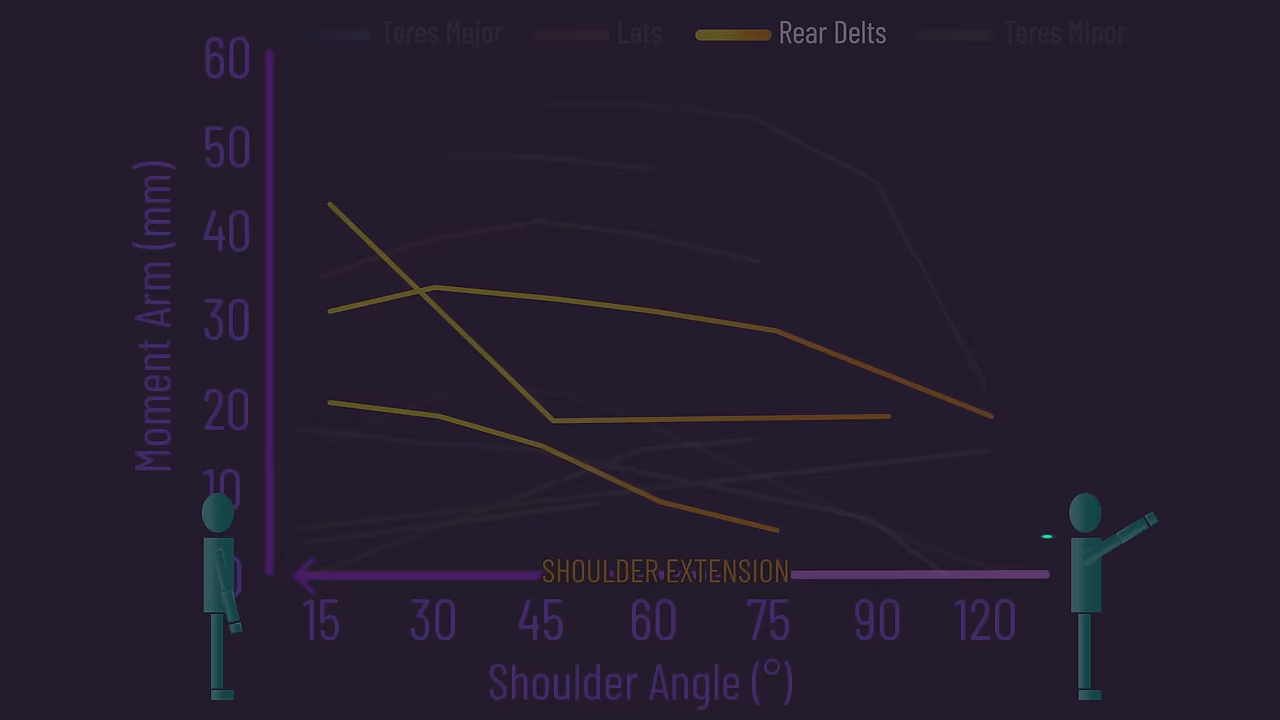 Teres Major Lats Rear Delts Teres Minor
60
50
40
30
20
10
0
Moment Arm (mm)
SHOULDER EXTENSION
15 30 45 60 75 90 120
Shoulder Angle (°)